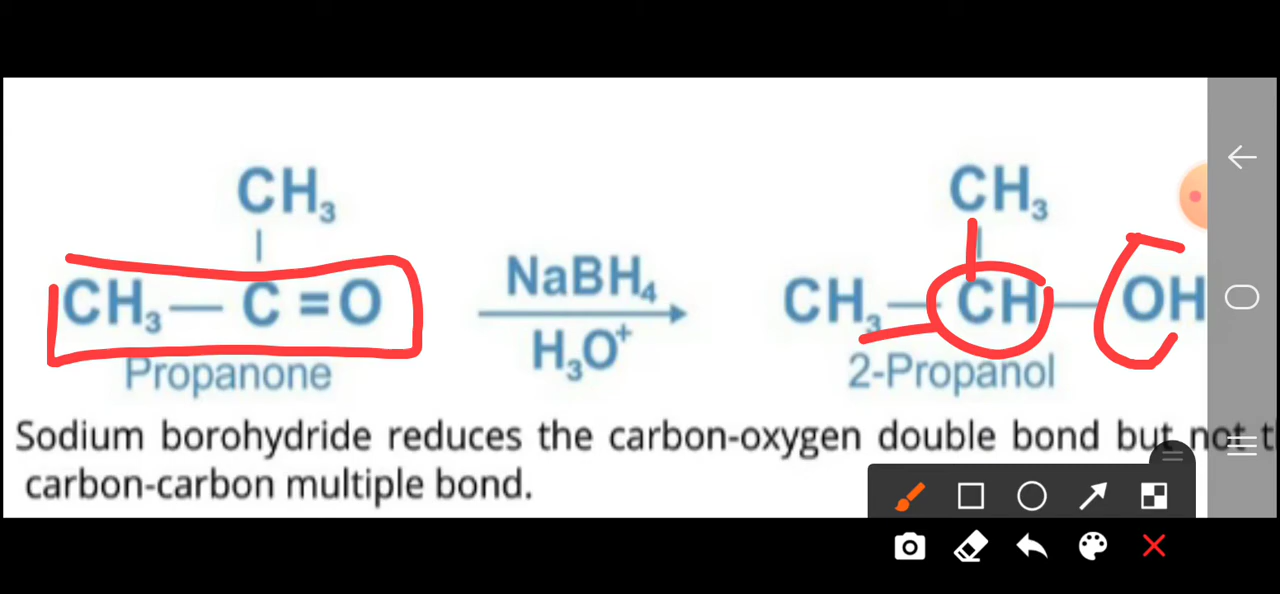 CH₃
|
CH₃ — C = O
Propanone
NaBH₄
H₃O⁺
CH₃
|
CH₃ — CH — OH
2-Propanol
Sodium borohydride reduces the carbon-oxygen double bond but not
carbon-carbon multiple bond.